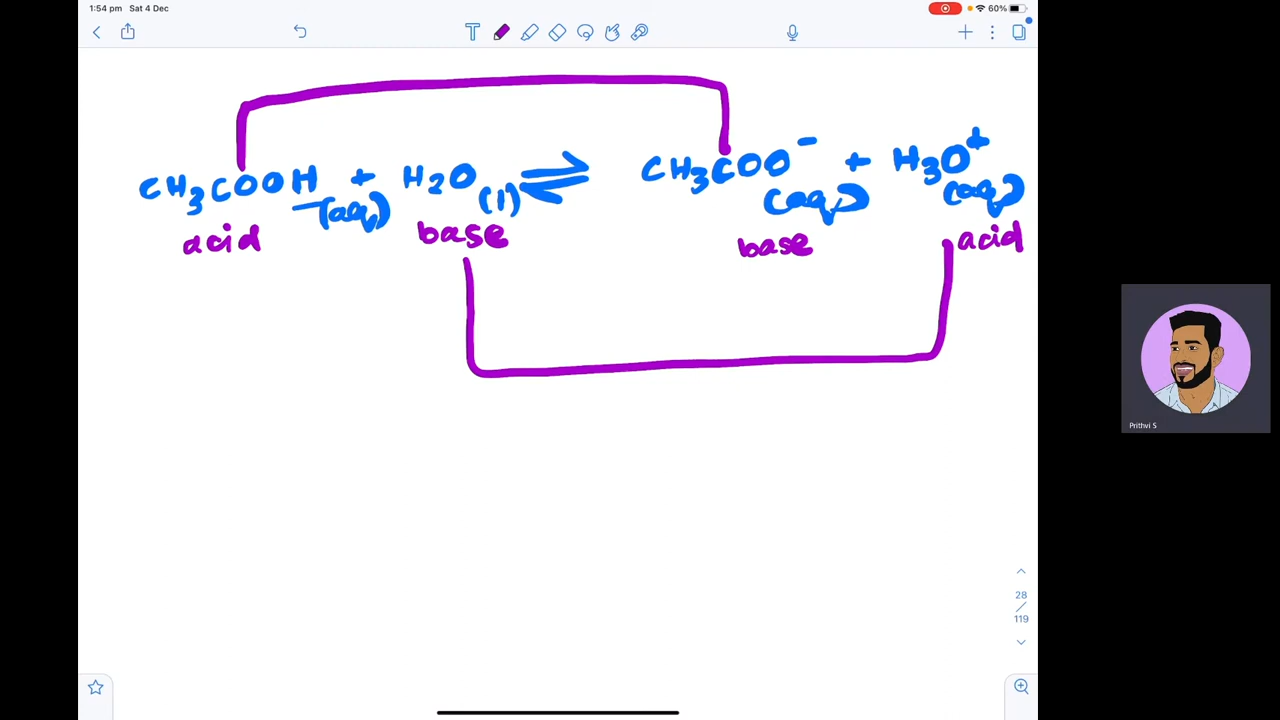 1:54 pm Sat 4 Dec
60%
T
CH3COOH(aq) + H2O(l) ⇌ CH3COO⁻(aq) + H3O⁺(aq)
acid base base acid
Prithvi S
28
/
119